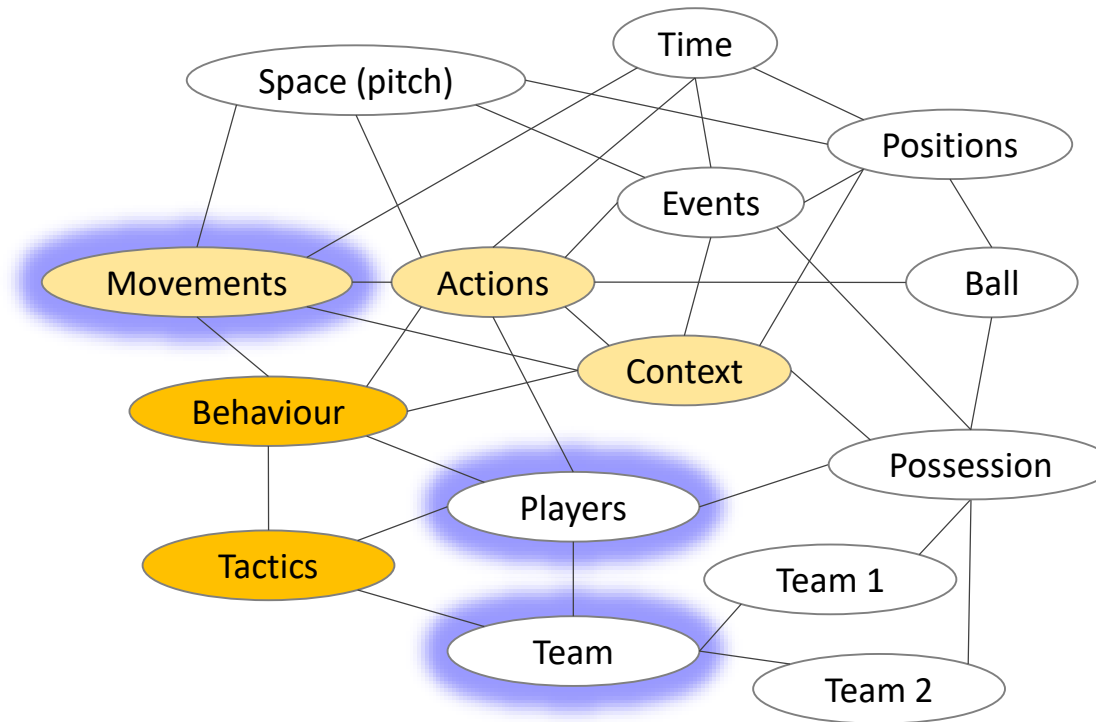 Time
Space (pitch)
Positions
Events
Movements
Actions
Ball
Context
Behaviour
Possession
Players
Tactics
Team 1
Team
Team 2